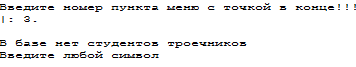 Введите номер пункта меню с точкой в конце!!!
|: 3.
В базе нет студентов троечников
Введите любой символ